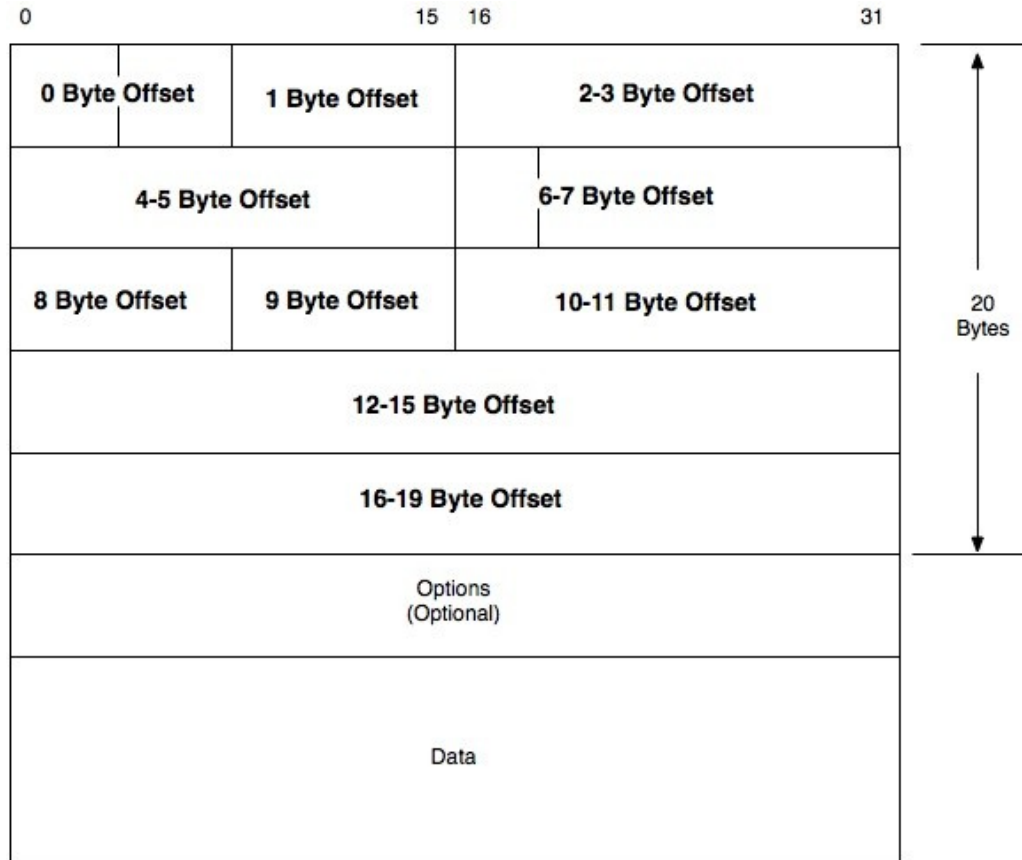 0 15 16 31
0 Byte Offset 1 Byte Offset 2-3 Byte Offset
4-5 Byte Offset 6-7 Byte Offset
8 Byte Offset 9 Byte Offset 10-11 Byte Offset
20
Bytes
12-15 Byte Offset
16-19 Byte Offset
Options
(Optional)
Data